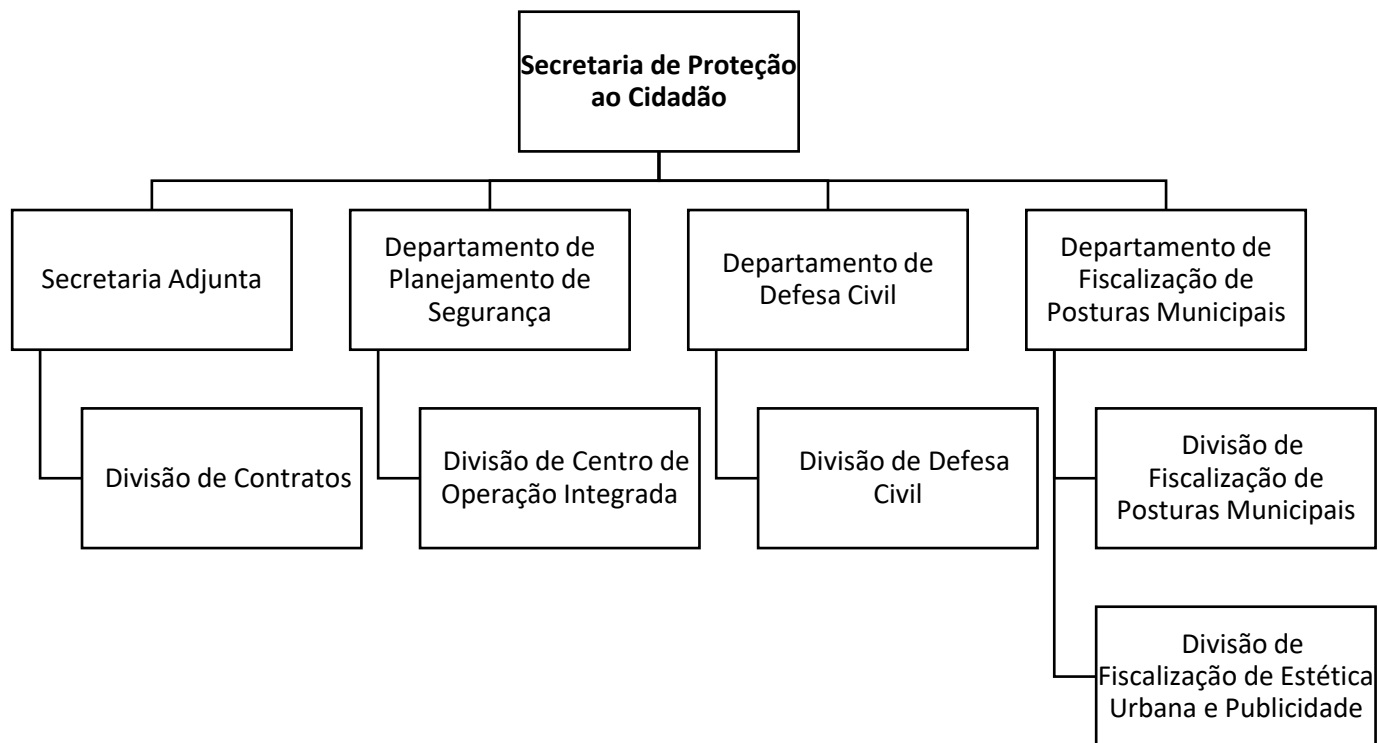 Secretaria de Proteção
ao Cidadão
Secretaria Adjunta
Departamento de
Planejamento de
Segurança
Departamento de
Defesa Civil
Departamento de
Fiscalização de
Posturas Municipais
Divisão de Contratos
Divisão de Centro de
Operação Integrada
Divisão de Defesa
Civil
Divisão de
Fiscalização de
Posturas Municipais
Divisão de
Fiscalização de Estética
Urbana e Publicidade